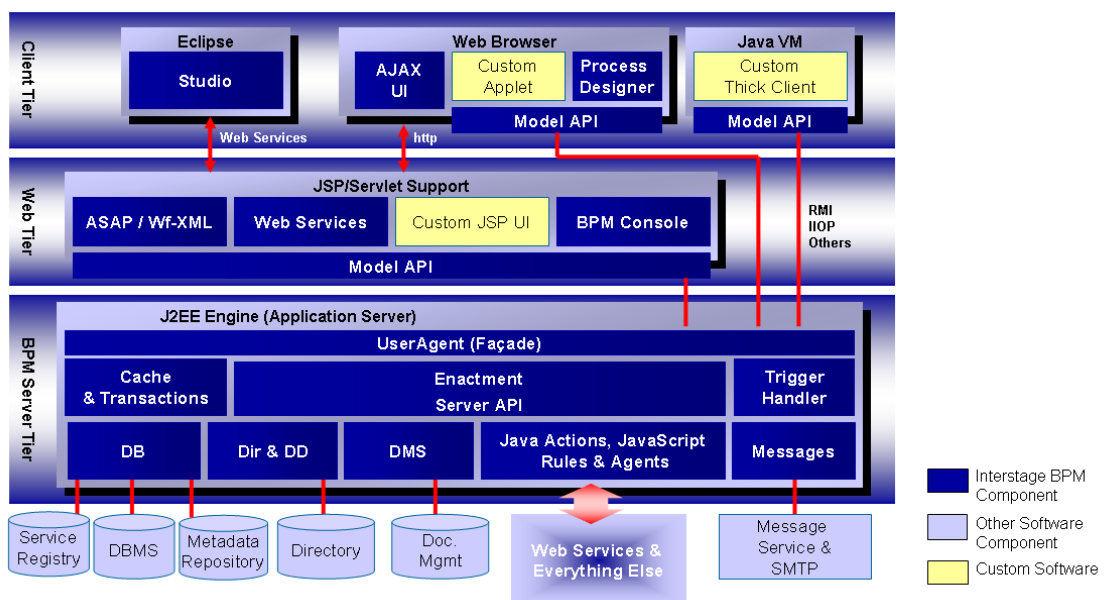 Client Tier
Eclipse
Studio
Web Browser
AJAX
UI
Custom
Applet
Process
Designer
Model API
Java VM
Custom
Thick Client
Model API
Web Services
http
Web Tier
JSP/Servlet Support
ASAP / Wf-XML
Web Services
Custom JSP UI
BPM Console
Model API
RMI
IIOP
Others
BPM Server Tier
J2EE Engine (Application Server)
UserAgent (Façade)
Cache
& Transactions
Enactment
Server API
Trigger
Handler
DB
Dir & DD
DMS
Java Actions, JavaScript
Rules & Agents
Messages
Service
Registry
DBMS
Metadata
Repository
Directory
Doc.
Mgmt
Web Services &
Everything Else
Message
Service &
SMTP
Interstage BPM
Component
Other Software
Component
Custom Software